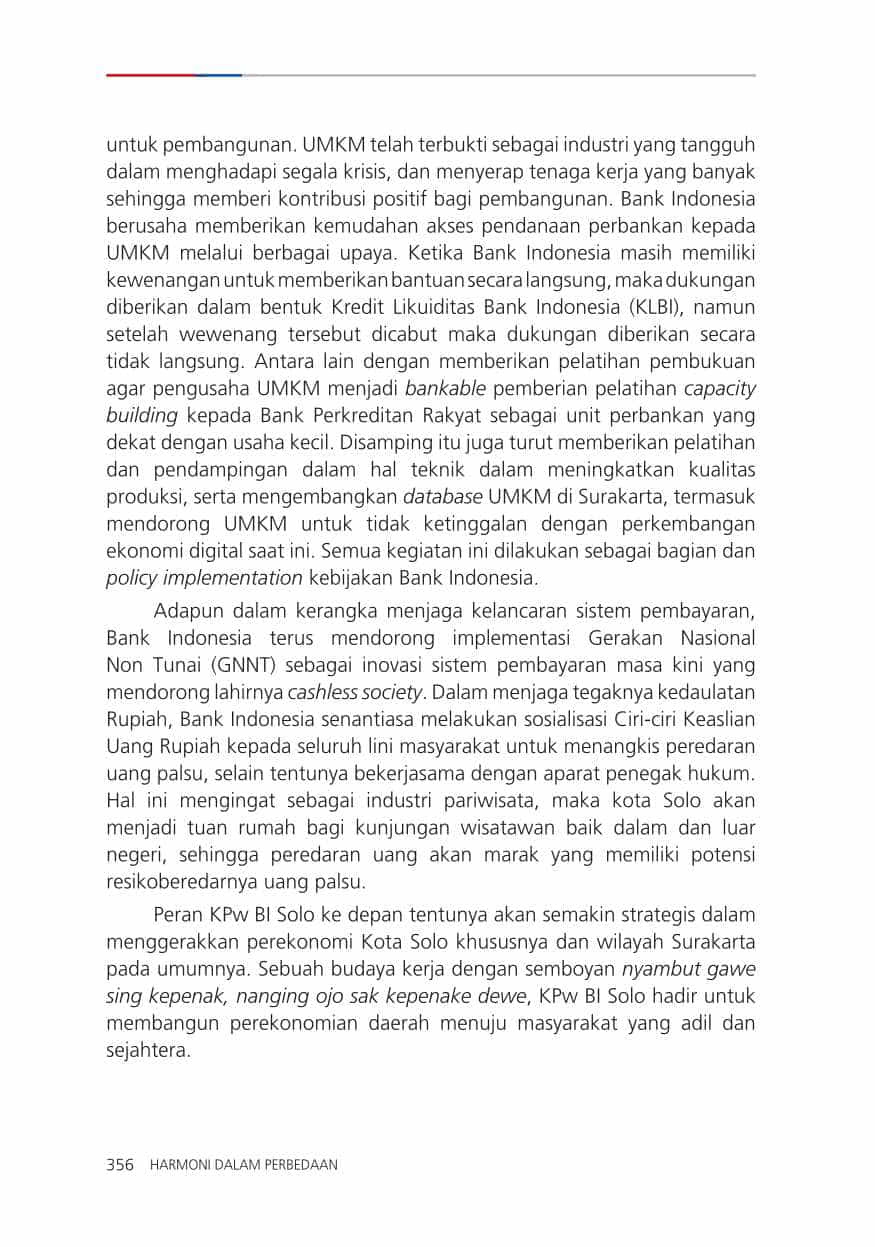 untuk pembangunan. UMKM telah terbukti sebagai industri yang tangguh
dalam menghadapi segala krisis, dan menyerap tenaga kerja yang banyak
sehingga memberi kontribusi positif bagi pembangunan. Bank Indonesia
berusaha memberikan kemudahan akses pendanaan perbankan kepada
UMKM melalui berbagai upaya. Ketika Bank Indonesia masih memiliki
kewenangan untuk memberikan bantuan secara langsung, maka dukungan
diberikan dalam bentuk Kredit Likuiditas Bank Indonesia (KLBI), namun
setelah wewenang tersebut dicabut maka dukungan diberikan secara
tidak langsung. Antara lain dengan memberikan pelatihan pembukuan
agar pengusaha UMKM menjadi bankable pemberian pelatihan capacity
building kepada Bank Perkreditan Rakyat sebagai unit perbankan yang
dekat dengan usaha kecil. Disamping itu juga turut memberikan pelatihan
dan pendampingan dalam hal teknik dalam meningkatkan kualitas
produksi, serta mengembangkan database UMKM di Surakarta, termasuk
mendorong UMKM untuk tidak ketinggalan dengan perkembangan
ekonomi digital saat ini. Semua kegiatan ini dilakukan sebagai bagian dan
policy implementation kebijakan Bank Indonesia.
Adapun dalam kerangka menjaga kelancaran sistem pembayaran,
Bank Indonesia terus mendorong implementasi Gerakan Nasional
Non Tunai (GNNT) sebagai inovasi sistem pembayaran masa kini yang
mendorong lahirnya cashless society. Dalam menjaga tegaknya kedaulatan
Rupiah, Bank Indonesia senantiasa melakukan sosialisasi Ciri-ciri Keaslian
Uang Rupiah kepada seluruh lini masyarakat untuk menangkis peredaran
uang palsu, selain tentunya bekerjasama dengan aparat penegak hukum.
Hal ini mengingat sebagai industri pariwisata, maka kota Solo akan
menjadi tuan rumah bagi kunjungan wisatawan baik dalam dan luar
negeri, sehingga peredaran uang akan marak yang memiliki potensi
resikoberedarnya uang palsu.
Peran KPw BI Solo ke depan tentunya akan semakin strategis dalam
menggerakkan perekonomi Kota Solo khususnya dan wilayah Surakarta
pada umumnya. Sebuah budaya kerja dengan semboyan nyambut gawe
sing kepenak, nanging ojo sak kepenake dewe, KPw BI Solo hadir untuk
membangun perekonomian daerah menuju masyarakat yang adil dan
sejahtera.
356 HARMONI DALAM PERBEDAAN